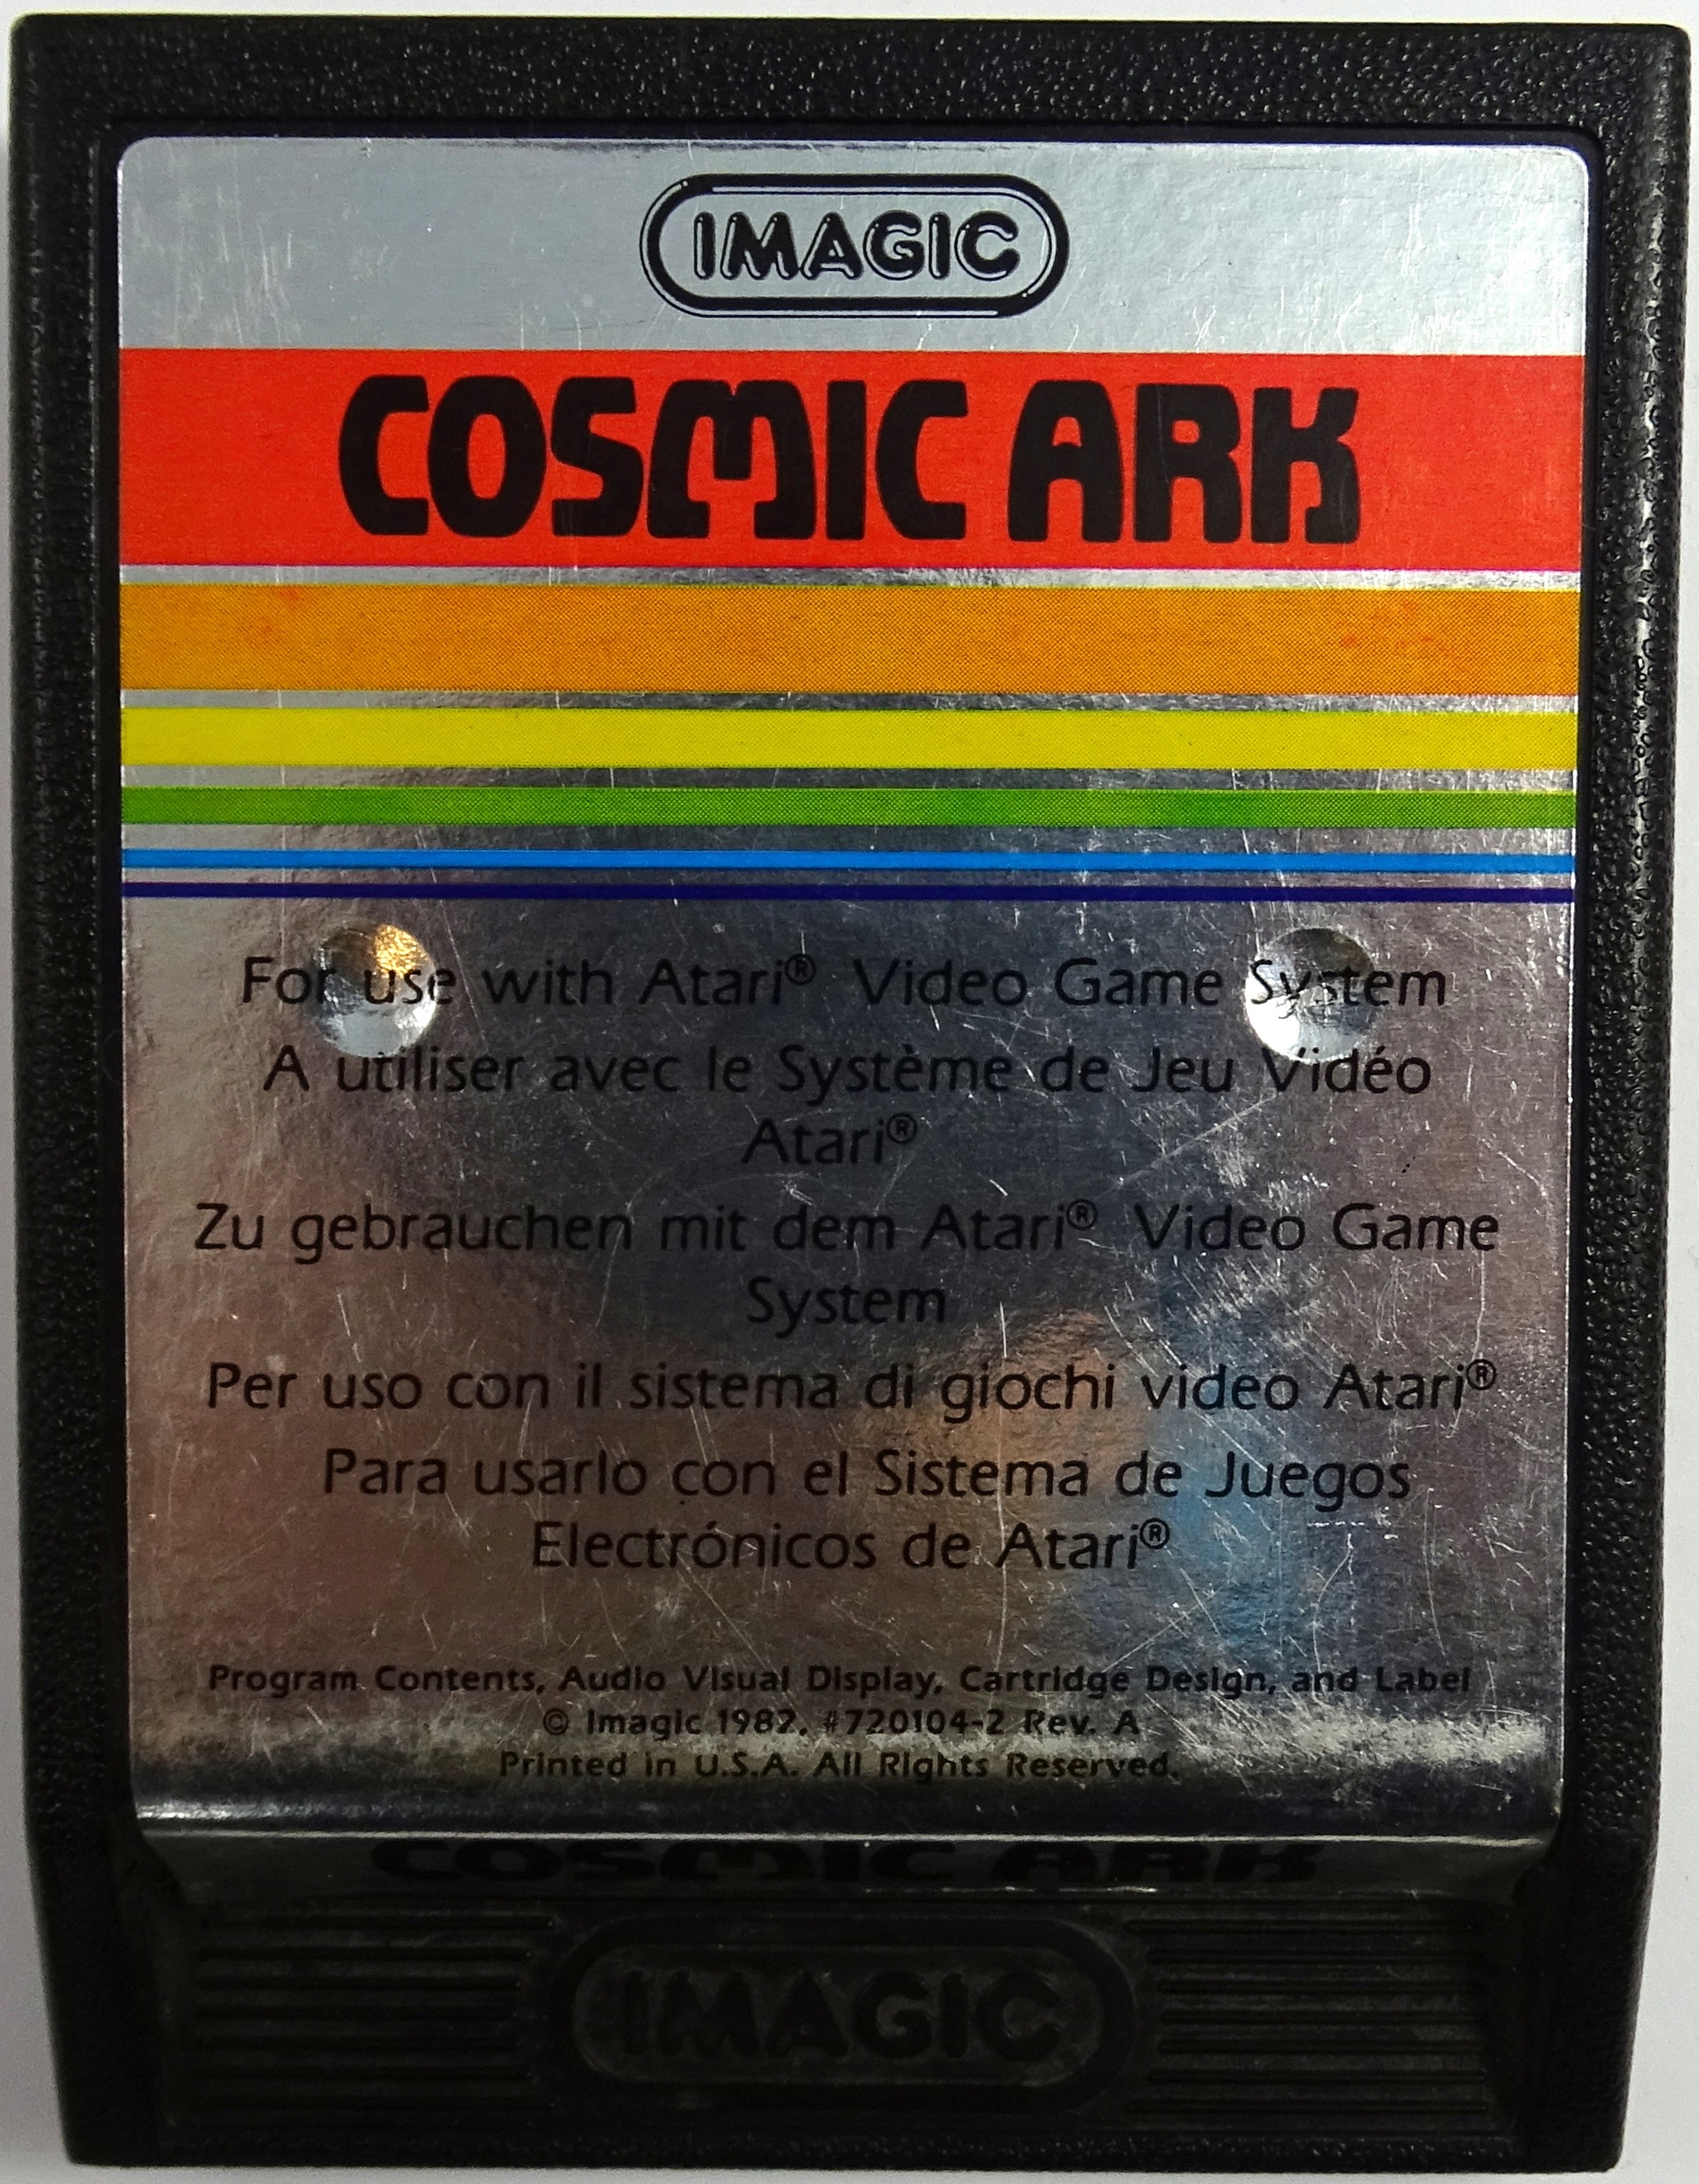 IMAGIC
COSMIC ARK
For use with Atari® Video Game System
A utiliser avec le Système de Jeu Vidéo
Atari®
Zu gebrauchen mit dem Atari® Video Game
System
Per uso con il sistema di giochi video Atari®
Para usarlo con el Sistema de Juegos
Electrónicos de Atari®
Program Contents, Audio Visual Display, Cartridge Design, and Label
© Imagic 1982. #720104-2 Rev. A
Printed in U.S.A. All Rights Reserved.
COSMIC ARK
IMAGIC